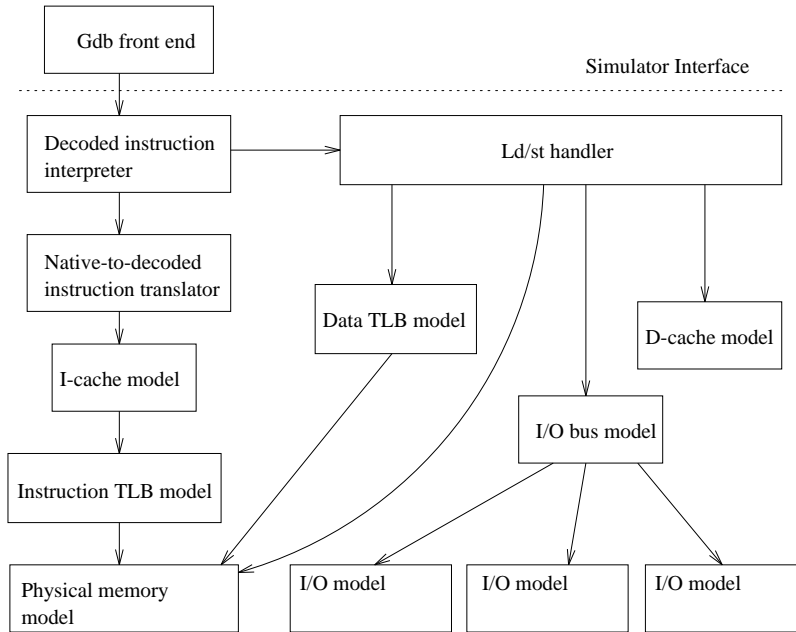 Gdb front end
Simulator Interface
Decoded instruction
interpreter
Ld/st handler
Native-to-decoded
instruction translator
Data TLB model
D-cache model
I-cache model
I/O bus model
Instruction TLB model
Physical memory
model
I/O model
I/O model
I/O model